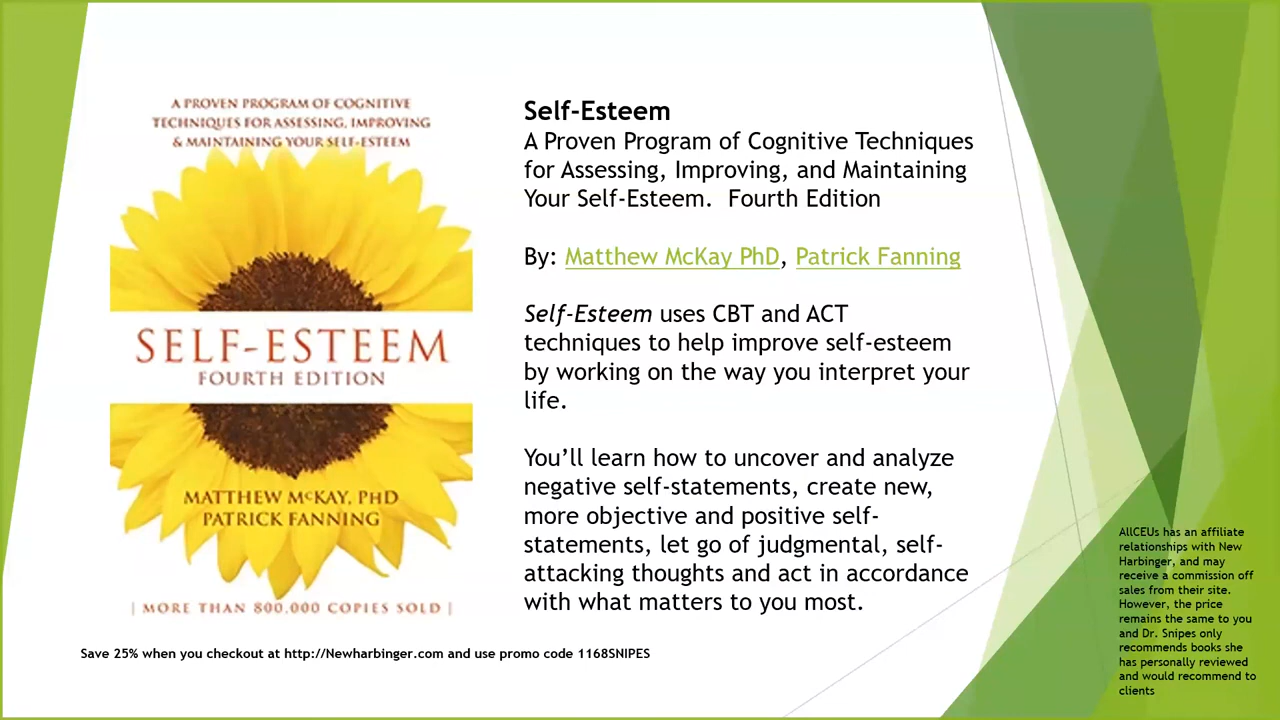 A PROVEN PROGRAM OF COGNITIVE
TECHNIQUES FOR ASSESSING, IMPROVING
& MAINTAINING YOUR SELF-ESTEEM
SELF-ESTEEM
FOURTH EDITION
MATTHEW McKAY, PHD
PATRICK FANNING
| MORE THAN 800,000 COPIES SOLD |
Self-Esteem
A Proven Program of Cognitive Techniques
for Assessing, Improving, and Maintaining
Your Self-Esteem.  Fourth Edition
By: Matthew McKay PhD, Patrick Fanning
Self-Esteem uses CBT and ACT
techniques to help improve self-esteem
by working on the way you interpret your
life.
You’ll learn how to uncover and analyze
negative self-statements, create new,
more objective and positive self-
statements, let go of judgmental, self-
attacking thoughts and act in accordance
with what matters to you most.
Save 25% when you checkout at http://Newharbinger.com and use promo code 1168SNIPES
AllCEUs has an affiliate
relationships with New
Harbinger, and may
receive a commission off
sales from their site.
However, the price
remains the same to you
and Dr. Snipes only
recommends books she
has personally reviewed
and would recommend to
clients